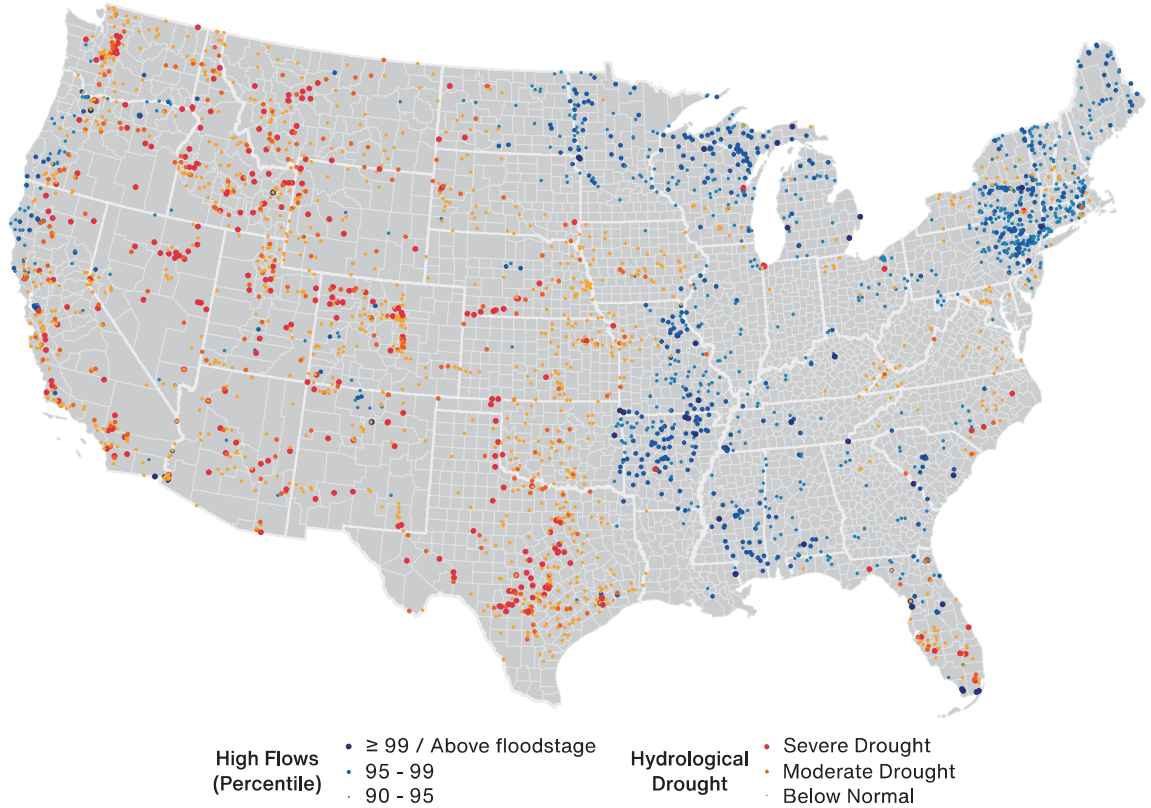 High Flows
(Percentile)
≥ 99 / Above floodstage
95 - 99
90 - 95
Hydrological
Drought
Severe Drought
Moderate Drought
Below Normal